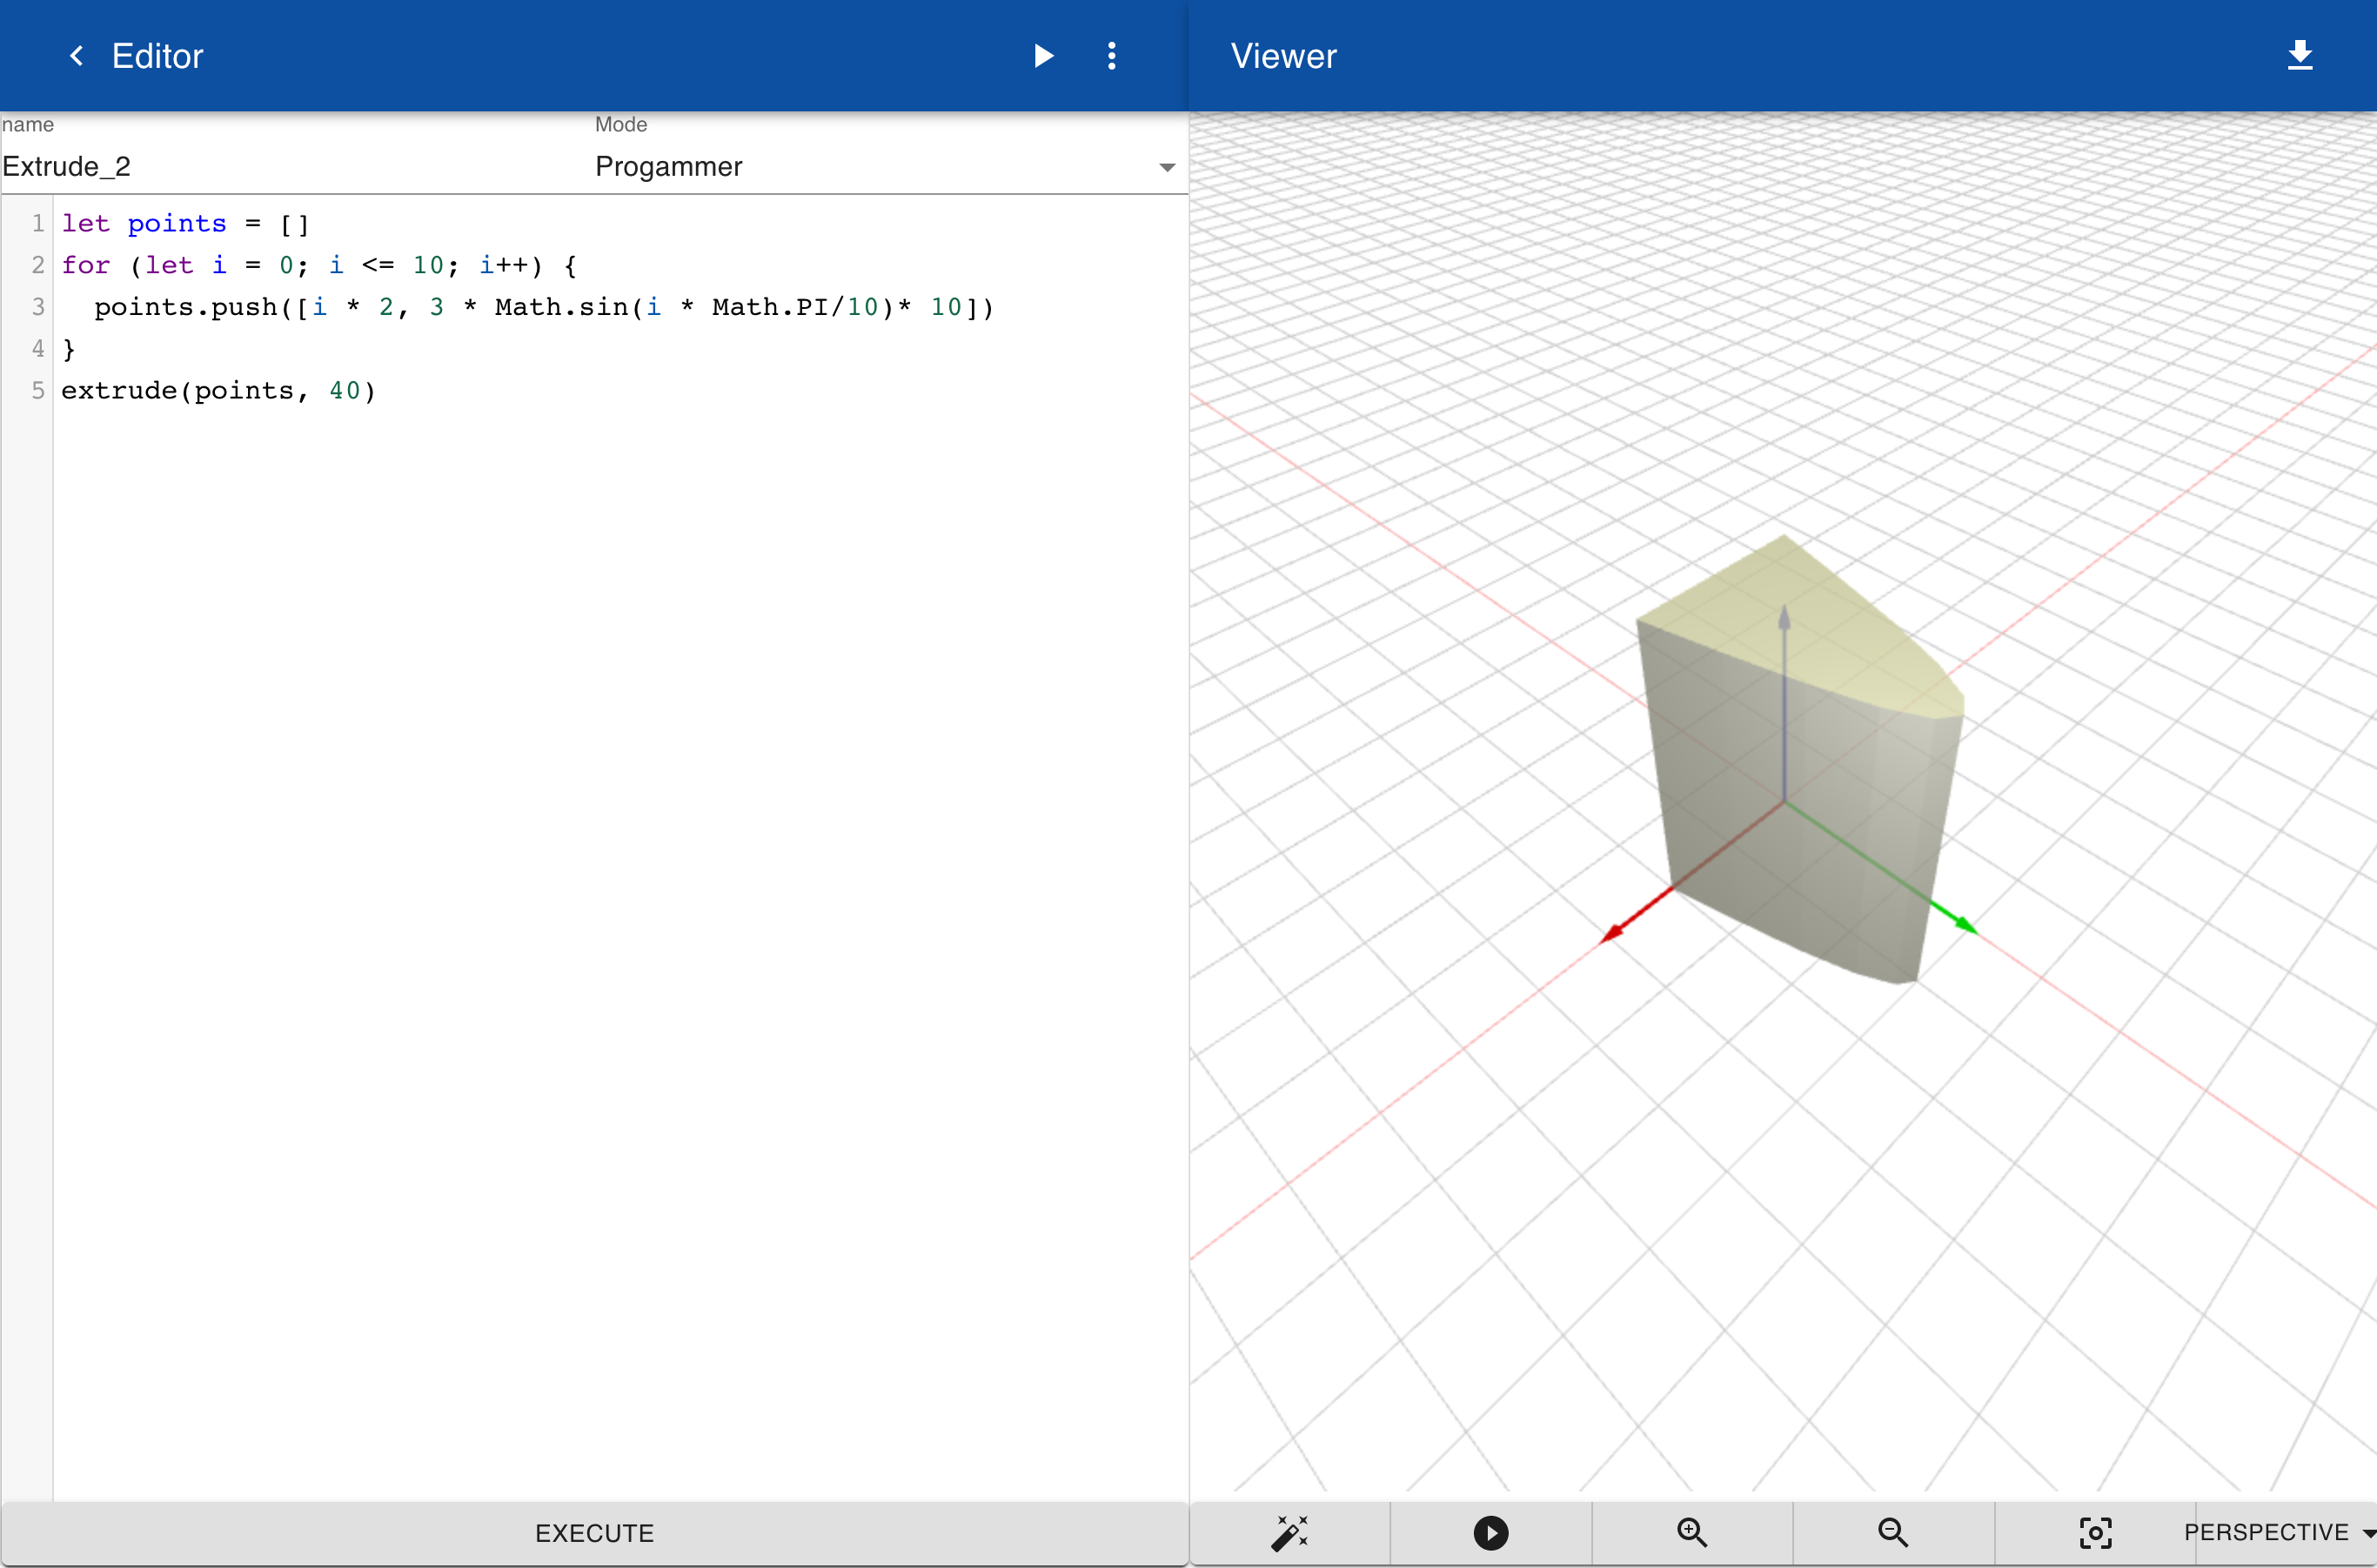 Editor
Viewer
name
Mode
Extrude_2
Progammer
1 let points = []
2 for (let i = 0; i <= 10; i++) {
3   points.push([i * 2, 3 * Math.sin(i * Math.PI/10)* 10])
4 }
5 extrude(points, 40)
EXECUTE
PERSPECTIVE